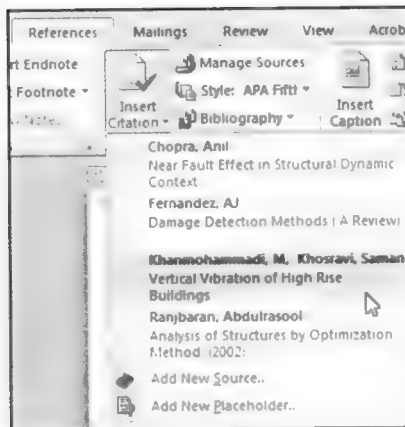 References Mailings Review View Acrob
rt Endnote
Footnote
Manage Sources
Style: APA Fift
Bibliography
Insert
Citation
Insert
Caption
Chopra, Anil
Near Fault Effect in Structural Dynamic
Context
Fernandez, AJ
Damage Detection Methods (A Review)
Khanmohammadi, M, Khosravi, Saman
Vertical Vibration of High Rise
Buildings
Ranjbaran, Abdulrasool
Analysis of Structures by Optimization
Method (2002)
Add New Source..
Add New Placeholder..